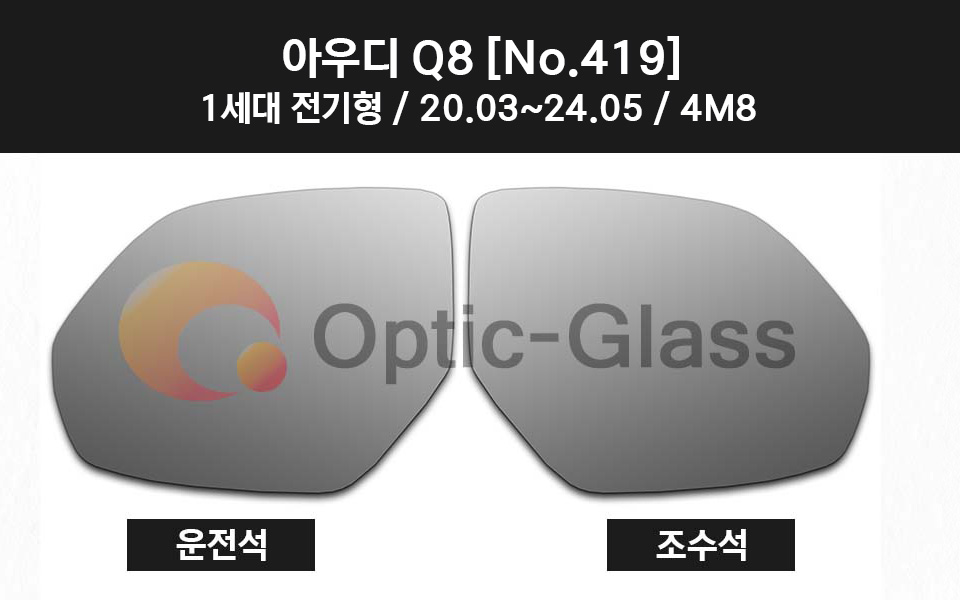 아우디 Q8 [No.419]
1세대 전기형 / 20.03~24.05 / 4M8
Optic-Glass
운전석
조수석